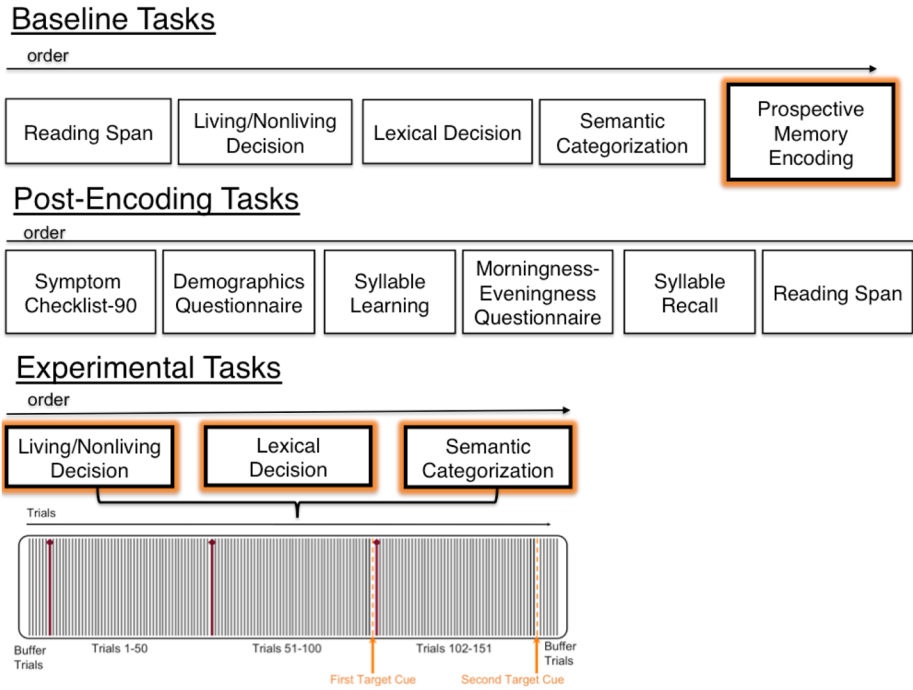 Baseline Tasks
order
Reading Span
Living/Nonliving
Decision
Lexical Decision
Semantic
Categorization
Prospective
Memory
Encoding
Post-Encoding Tasks
order
Symptom
Checklist-90
Demographics
Questionnaire
Syllable
Learning
Morningness-
Eveningness
Questionnaire
Syllable
Recall
Reading Span
Experimental Tasks
order
Living/Nonliving
Decision
Lexical
Decision
Semantic
Categorization
Trials
Buffer
Trials
Trials 1-50
Trials 51-100
Trials 102-151
Buffer
Trials
First Target Cue
Second Target Cue